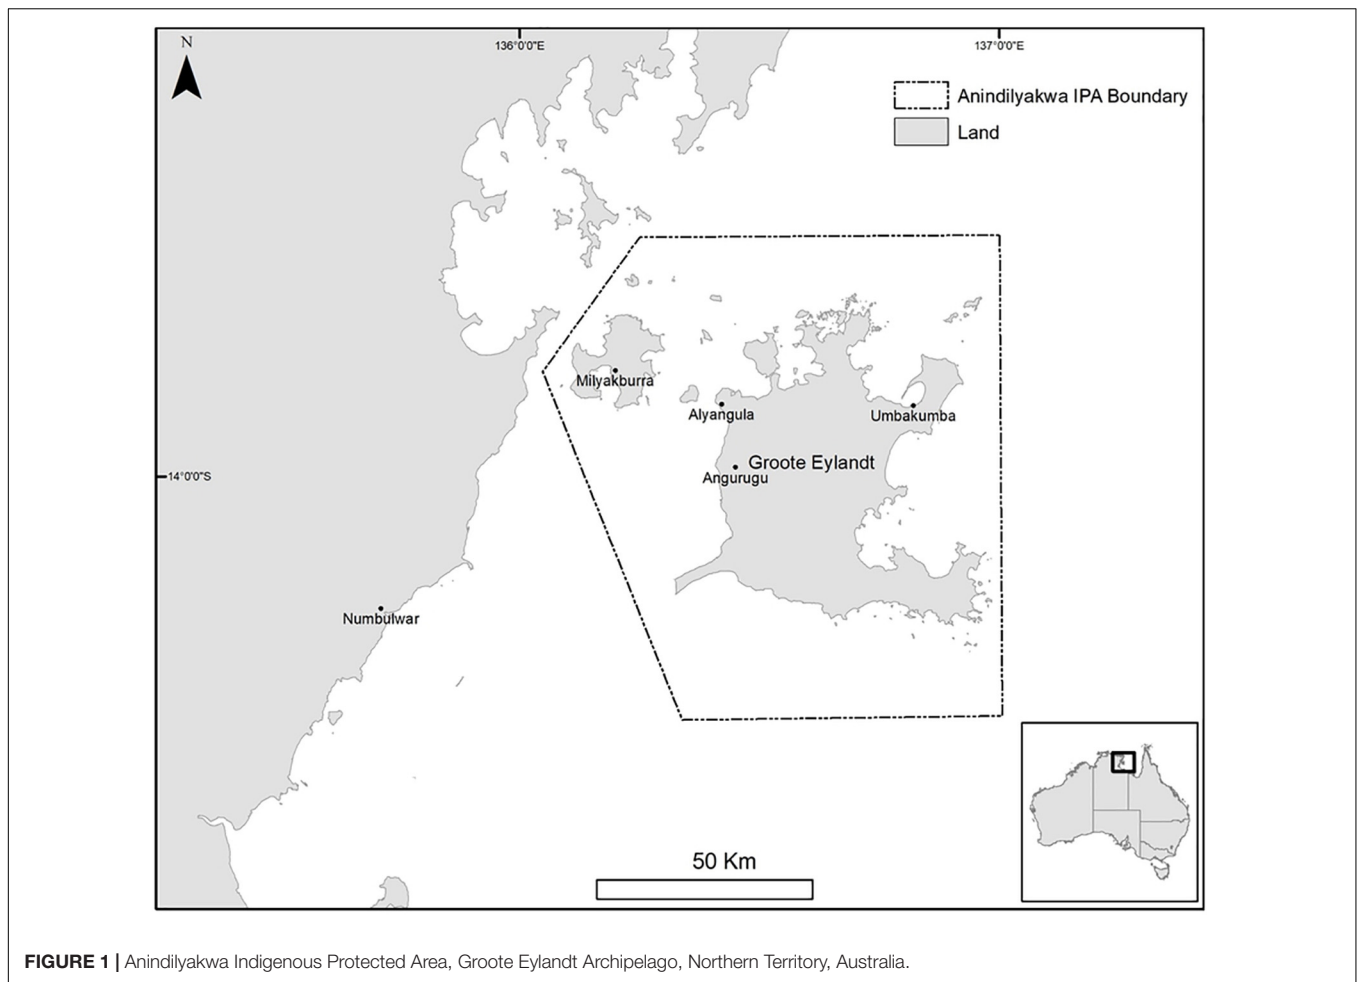 N
136°0'0"E
137°0'0"E
Anindilyakwa IPA Boundary
Land
Milyakburra
Alyangula
Umbakumba
Groote Eylandt
Angurugu
14°0'0"S
Numbulwar
50 Km
FIGURE 1 | Anindilyakwa Indigenous Protected Area, Groote Eylandt Archipelago, Northern Territory, Australia.